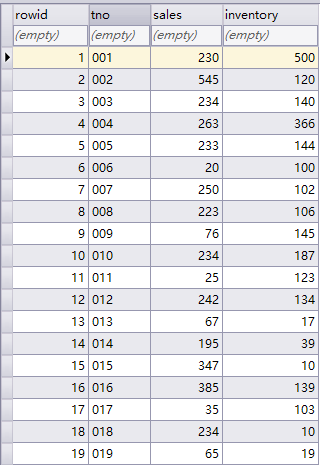 rowid tno sales inventory
(empty) (empty) (empty) (empty)
1 001 230 500
2 002 545 120
3 003 234 140
4 004 263 366
5 005 233 144
6 006 20 100
7 007 250 102
8 008 223 106
9 009 76 145
10 010 234 187
11 011 25 123
12 012 242 134
13 013 67 17
14 014 195 39
15 015 347 10
16 016 385 139
17 017 35 103
18 018 234 10
19 019 65 19